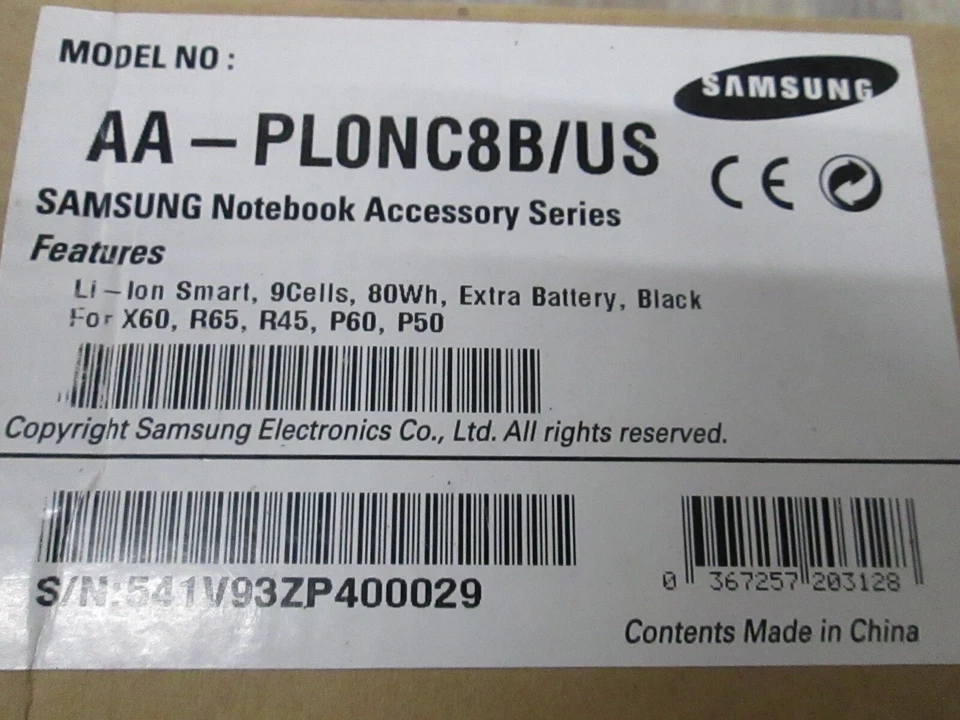 MODEL NO :
SAMSUNG
AA-PL0NC8B/US
CE
SAMSUNG Notebook Accessory Series
Features
Li-Ion Smart, 9Cells, 80Wh, Extra Battery, Black
For X60, R65, R45, P60, P50
Copyright Samsung Electronics Co., Ltd. All rights reserved.
S/N:541V93ZP400029
0 367257 203128
Contents Made in China